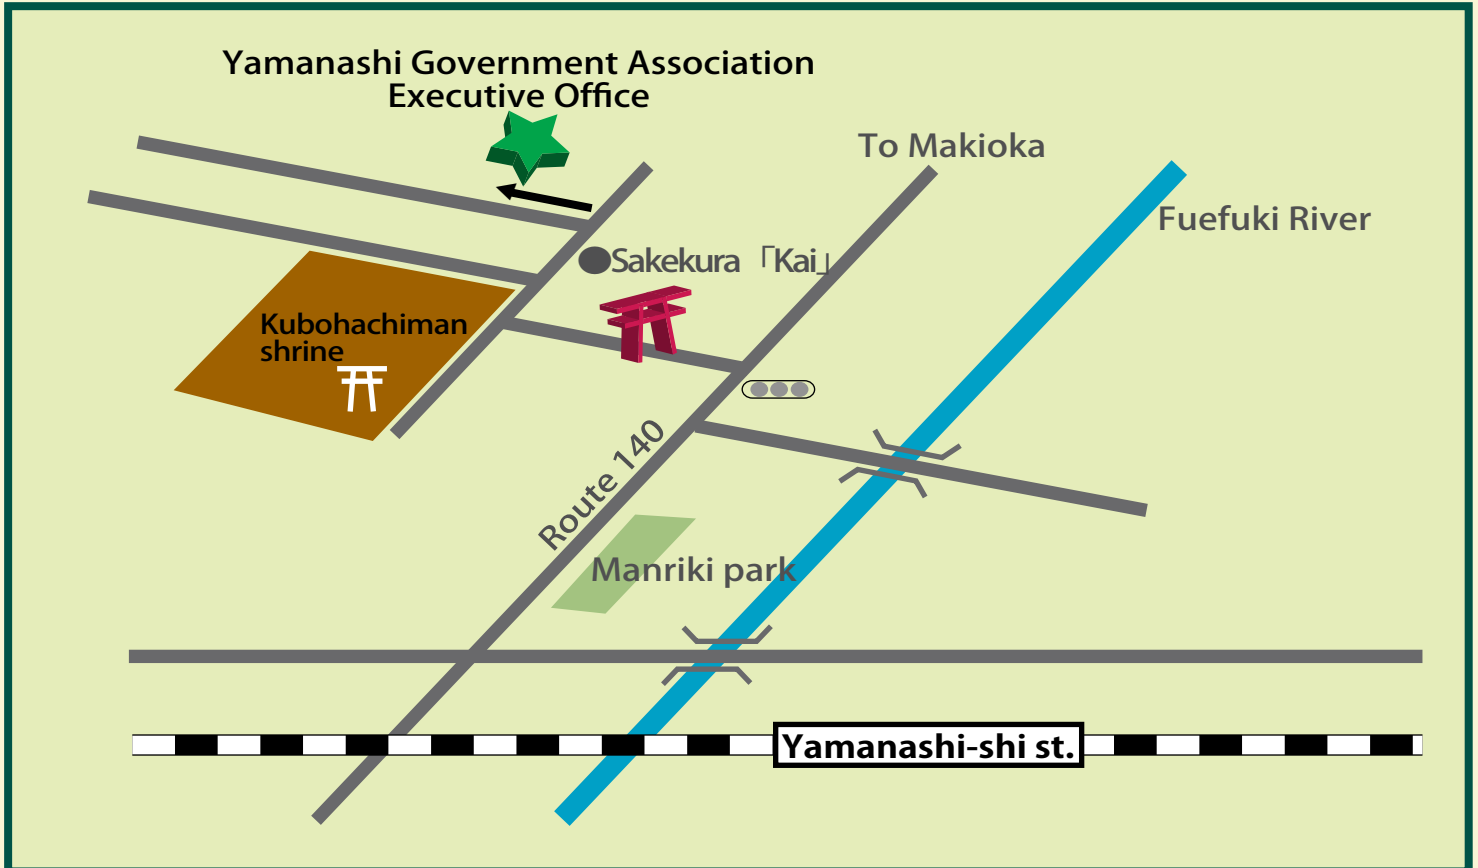 Yamanashi Government Association
Executive Office
To Makioka
Fuefuki River
Sakekura「Kai」
Kubohachiman
shrine
Route 140
Manriki park
Yamanashi-shi st.